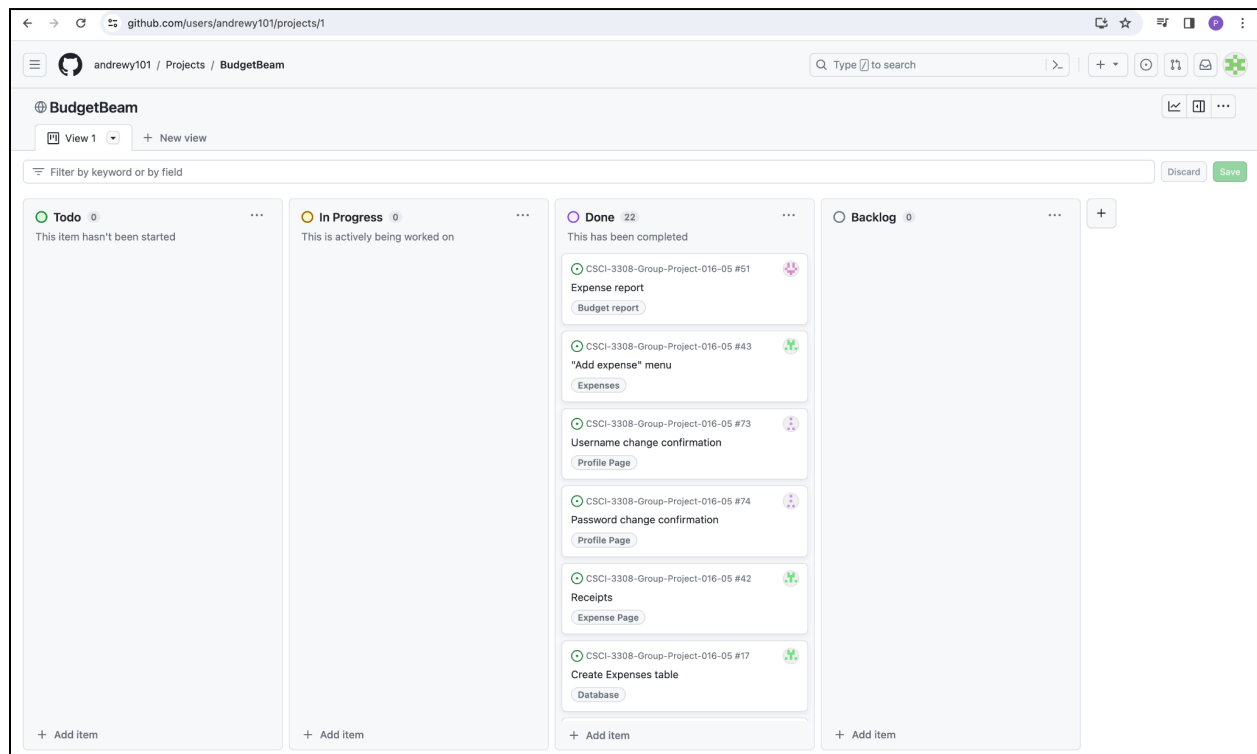 github.com/users/andrewy101/projects/1
P
andrewy101 / Projects / BudgetBeam
Type / to search
BudgetBeam
View 1
+ New view
Filter by keyword or by field
Discard
Save
Todo 0
This item hasn't been started
+ Add item
In Progress 0
This is actively being worked on
+ Add item
Done 22
This has been completed
CSCI-3308-Group-Project-016-05 #51
Expense report
Budget report
CSCI-3308-Group-Project-016-05 #43
"Add expense" menu
Expenses
CSCI-3308-Group-Project-016-05 #73
Username change confirmation
Profile Page
CSCI-3308-Group-Project-016-05 #74
Password change confirmation
Profile Page
CSCI-3308-Group-Project-016-05 #42
Receipts
Expense Page
CSCI-3308-Group-Project-016-05 #17
Create Expenses table
Database
+ Add item
Backlog 0
+ Add item